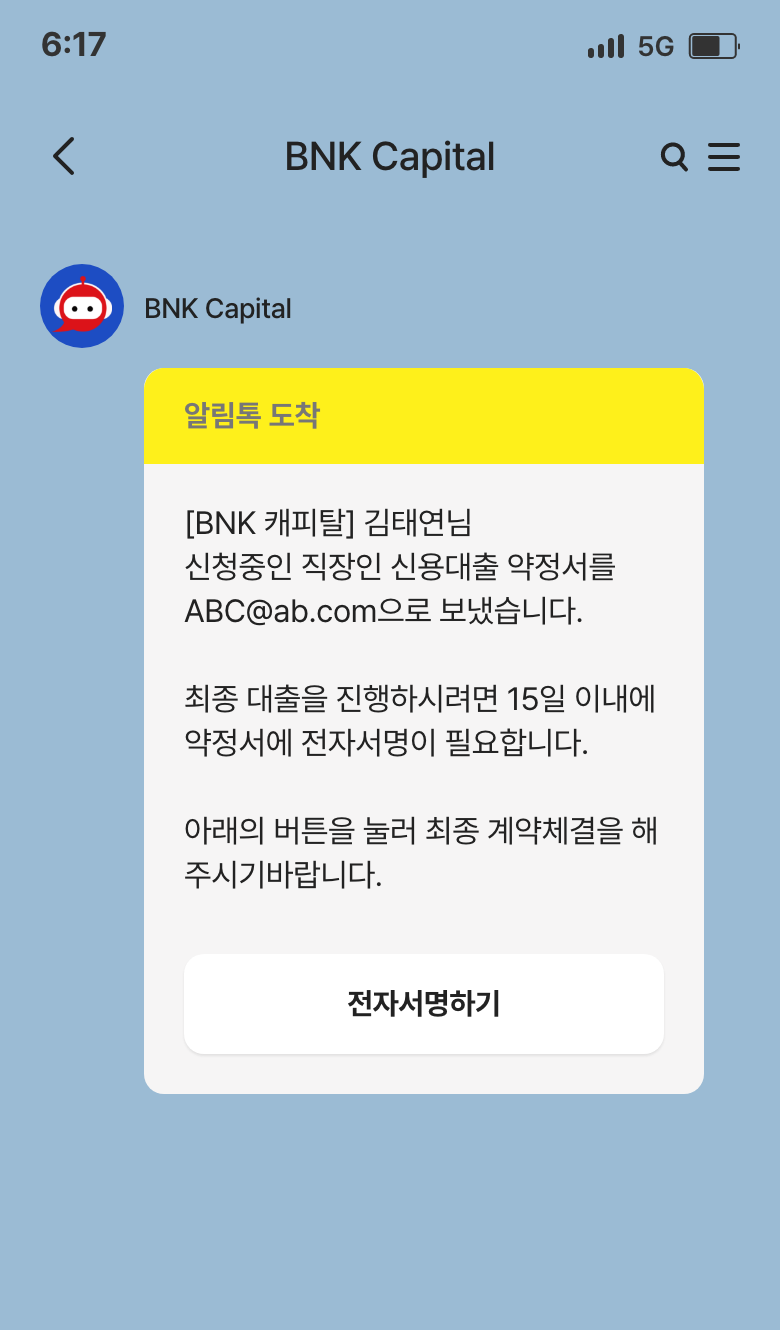 6:17
5G
BNK Capital
BNK Capital
알림톡 도착
[BNK 캐피탈] 김태연님
신청중인 직장인 신용대출 약정서를
ABC@ab.com으로 보냈습니다.
최종 대출을 진행하시려면 15일 이내에
약정서에 전자서명이 필요합니다.
아래의 버튼을 눌러 최종 계약체결을 해
주시기바랍니다.
전자서명하기